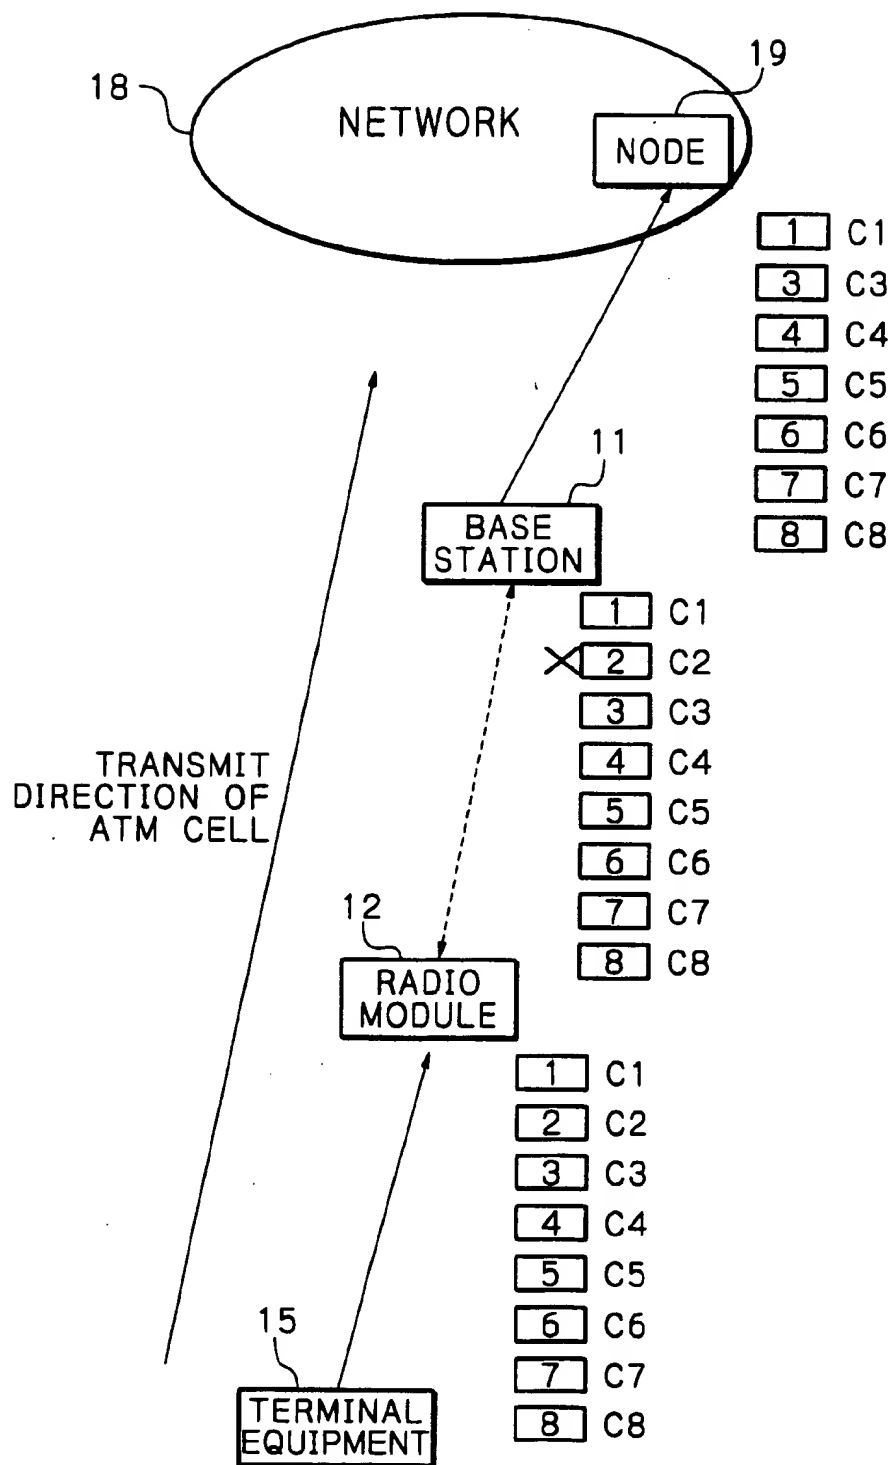 19
18
NETWORK
NODE
1 C1
3 C3
4 C4
5 C5
6 C6
7 C7
8 C8
11
BASE
STATION
1 C1
2 C2
3 C3
4 C4
5 C5
6 C6
7 C7
8 C8
TRANSMIT
DIRECTION OF
ATM CELL
12
RADIO
MODULE
1 C1
2 C2
3 C3
4 C4
5 C5
6 C6
7 C7
8 C8
15
TERMINAL
EQUIPMENT